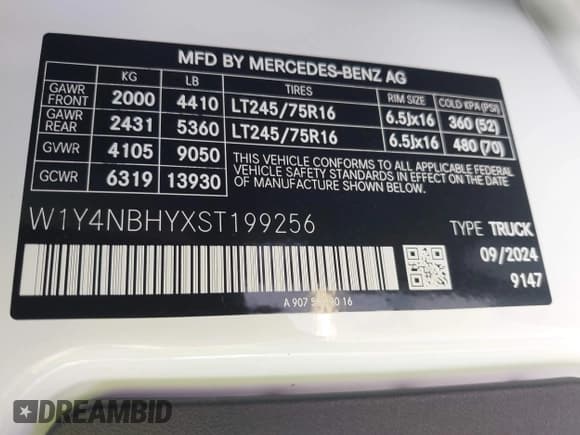 MFD BY MERCEDES-BENZ AG
KG LB TIRES RIM SIZE COLD KPA (PSI)
GAWR FRONT 2000 4410 LT245/75R16 6.5Jx16 360 (52)
GAWR REAR 2431 5360 LT245/75R16 6.5Jx16 480 (70)
GVWR 4105 9050
GCWR 6319 13930
THIS VEHICLE CONFORMS TO ALL APPLICABLE FEDERAL
VEHICLE SAFETY STANDARDS IN EFFECT ON THE
DATE OF MANUFACTURE SHOWN ABOVE.
W1Y4NBHYXST199256
TYPE TRUCK
09/2024
9147
A 907 16
DREAMBID